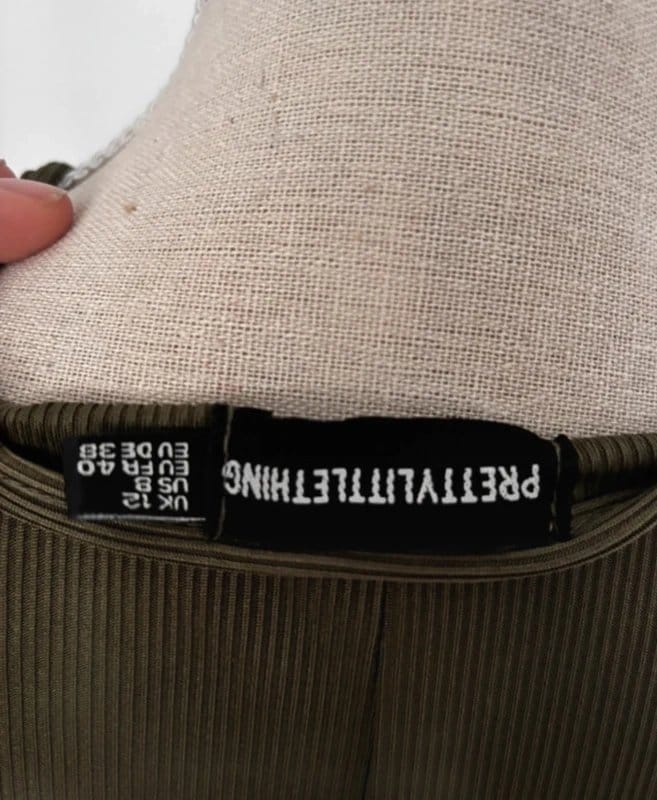 PRETTYLITTLETHING
UK 12
US 8
EU FR 40
EU DE 38